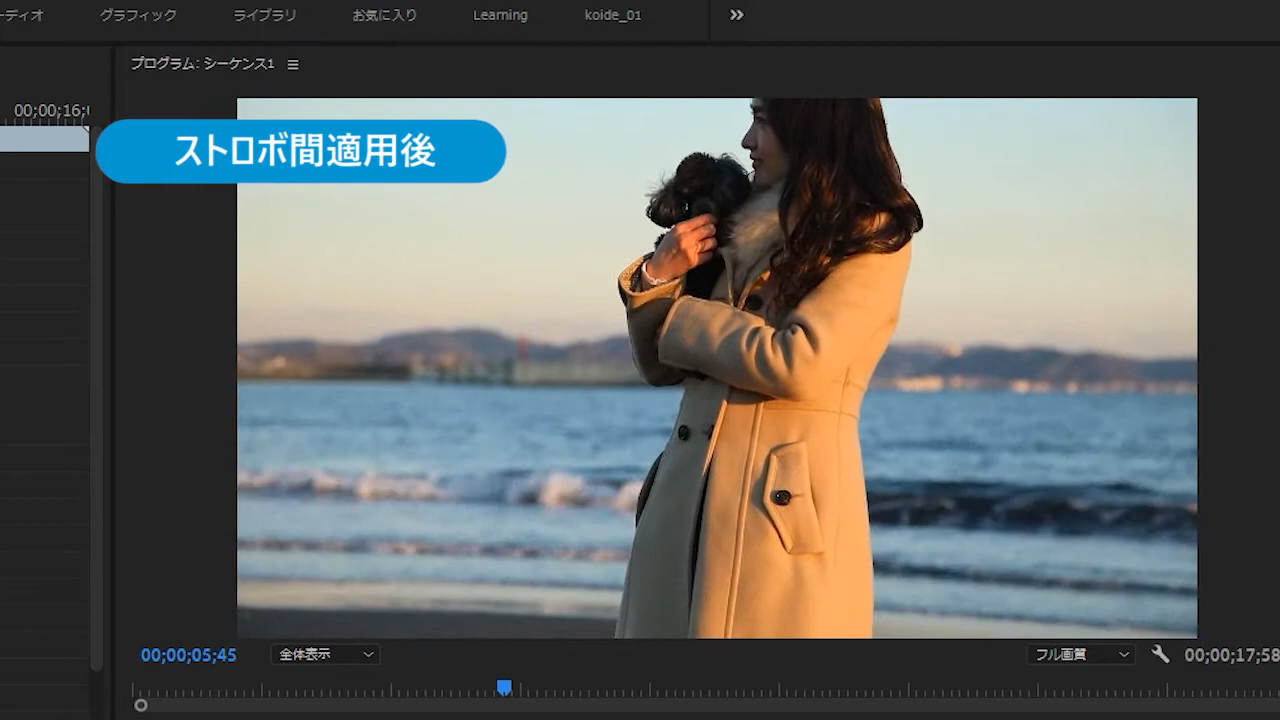 ーディオ グラフィック ライブラリ お気に入り Learning koide_01 »
プログラム: シーケンス1
00;00;16;
ストロボ間適用後
00;00;05;45 全体表示 フル画質 00;00;17;58